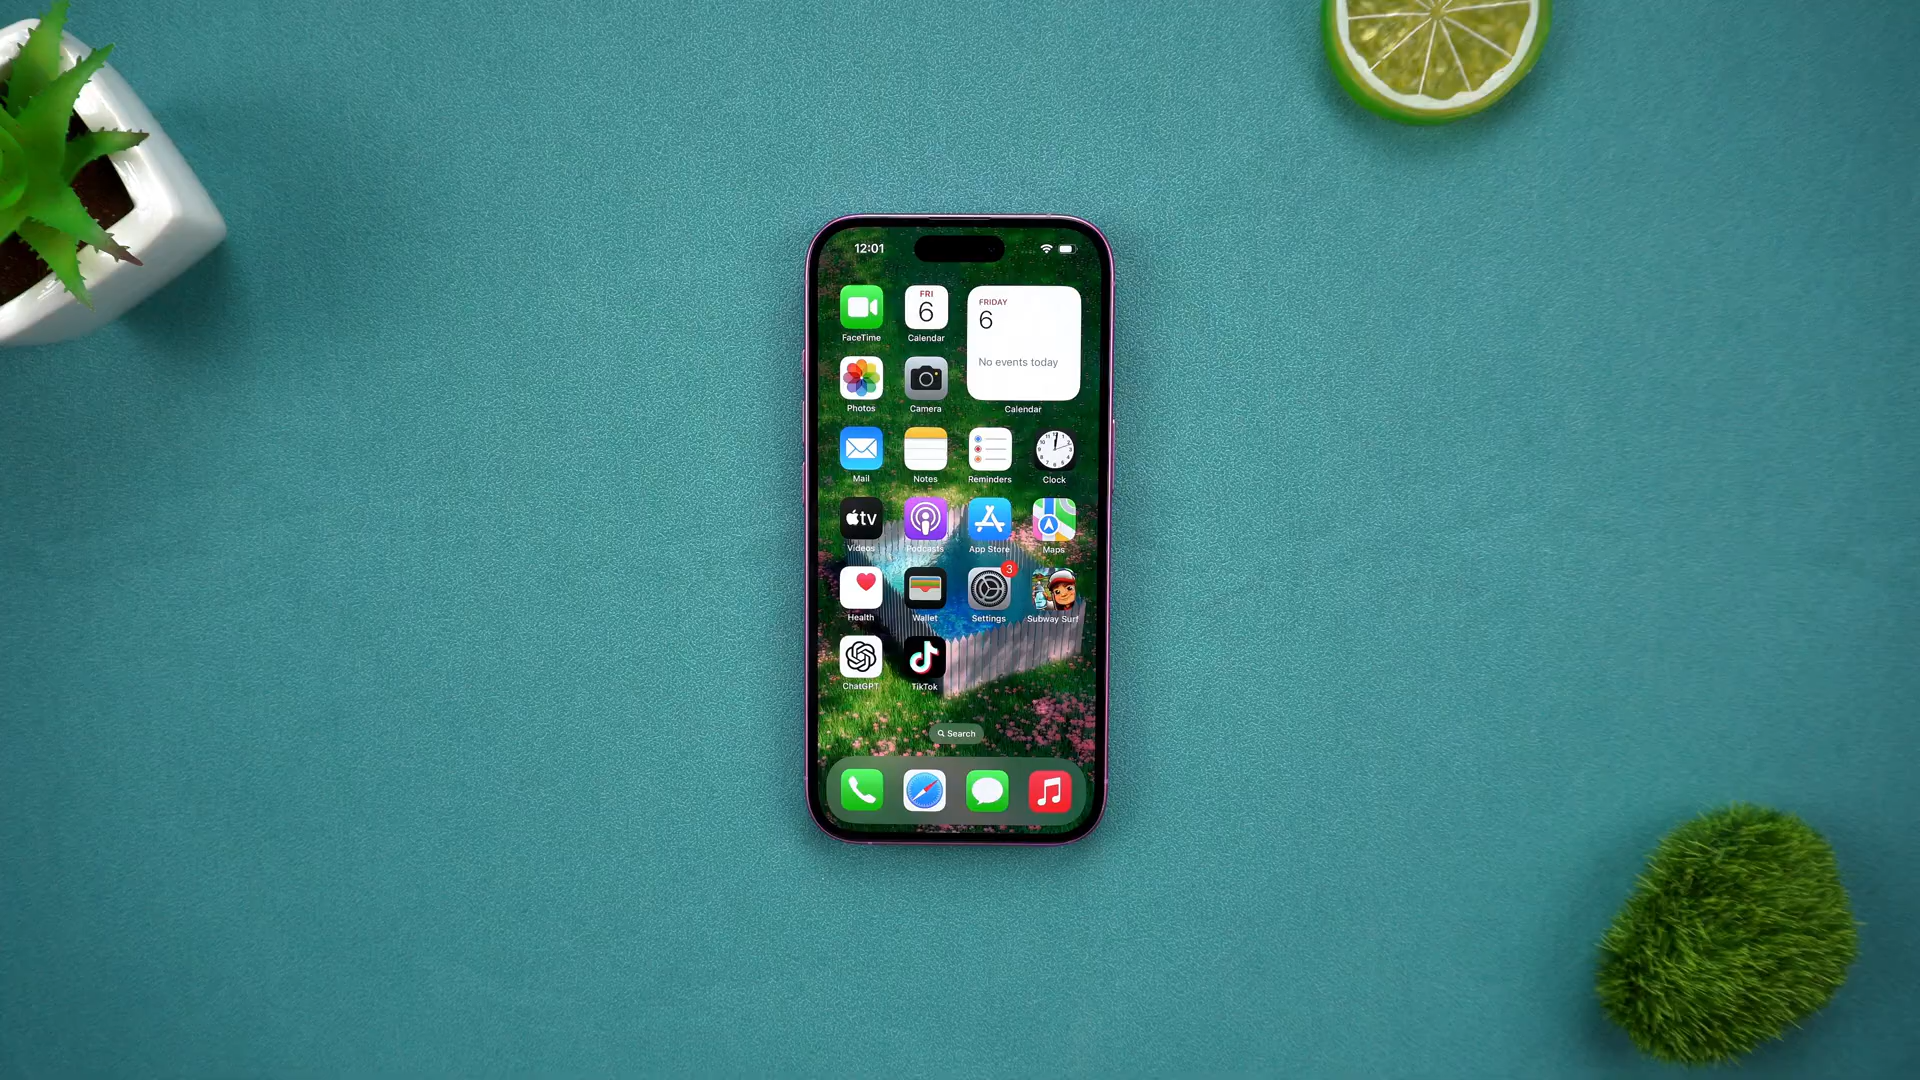 12:01
FRI
6
FRIDAY
6
No events today
FaceTime
Calendar
Photos
Camera
Calendar
Mail
Notes
Reminders
Clock
tv
Videos
Podcasts
App Store
Maps
3
Health
Wallet
Settings
Subway Surf
ChatGPT
TikTok
Search